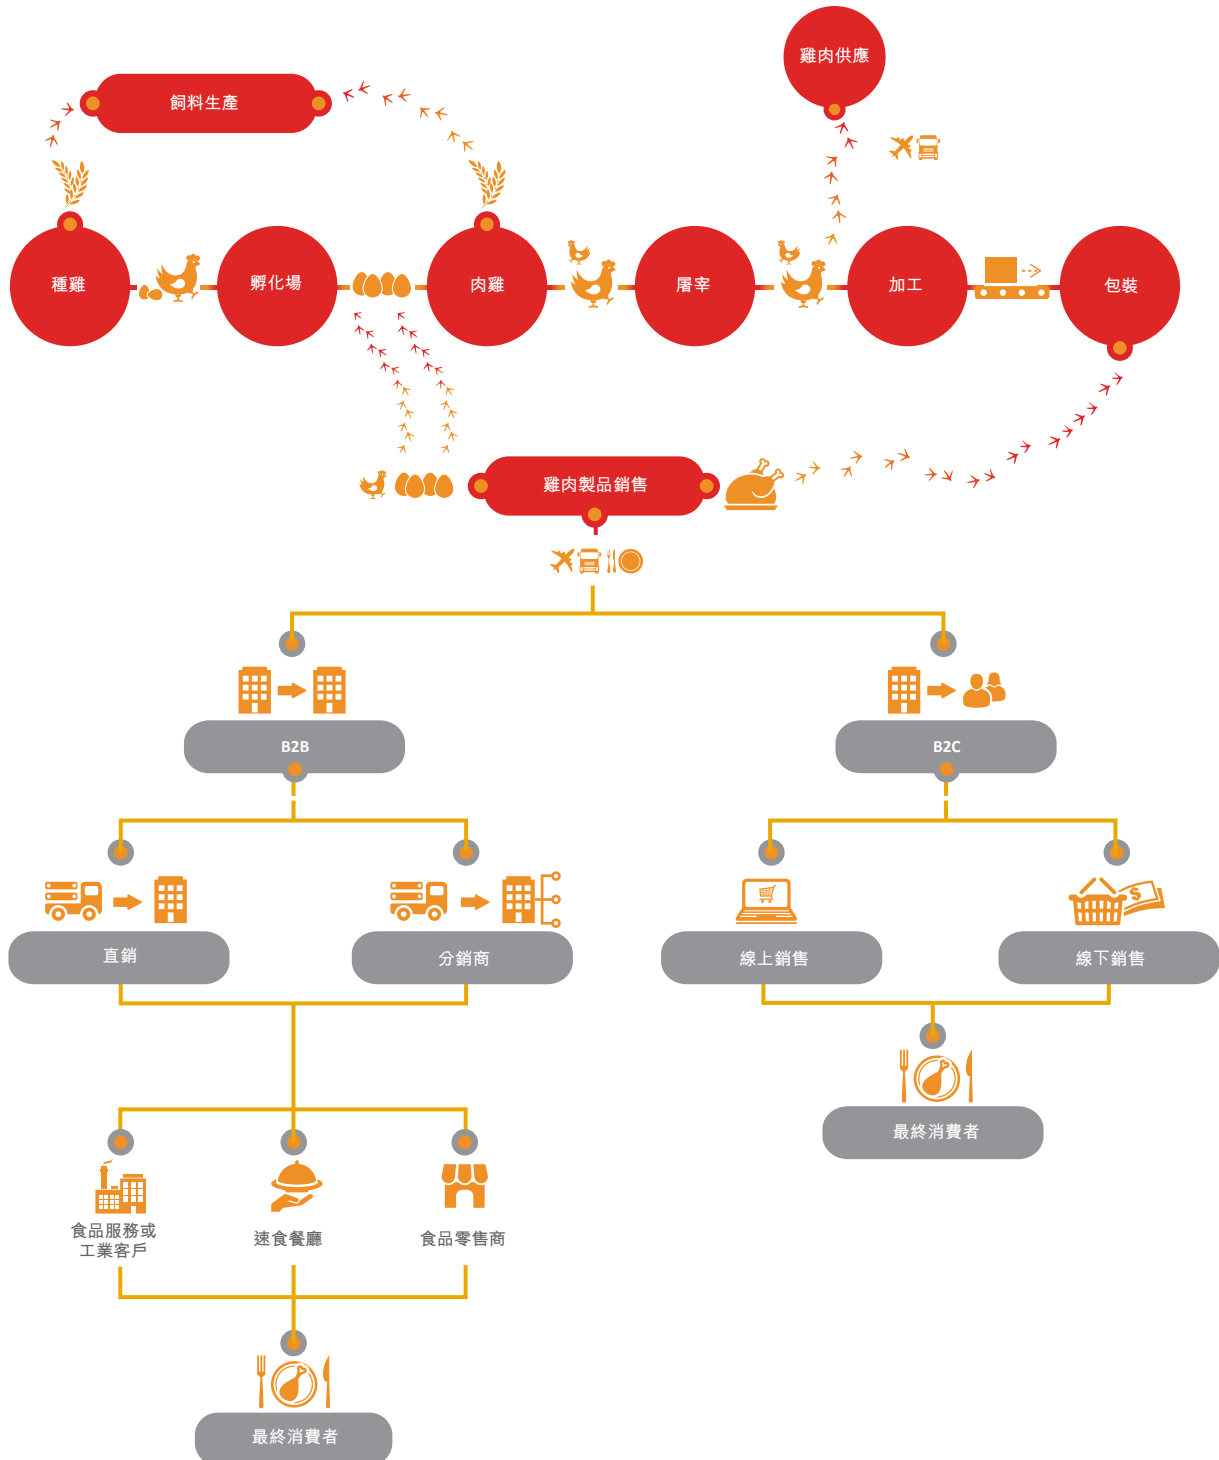 雞肉供應
飼料生產
種雞
孵化場
肉雞
屠宰
加工
包裝
雞肉製品銷售
B2B
B2C
直銷
分銷商
線上銷售
線下銷售
最終消費者
食品服務或
工業客戶
速食餐廳
食品零售商
最終消費者